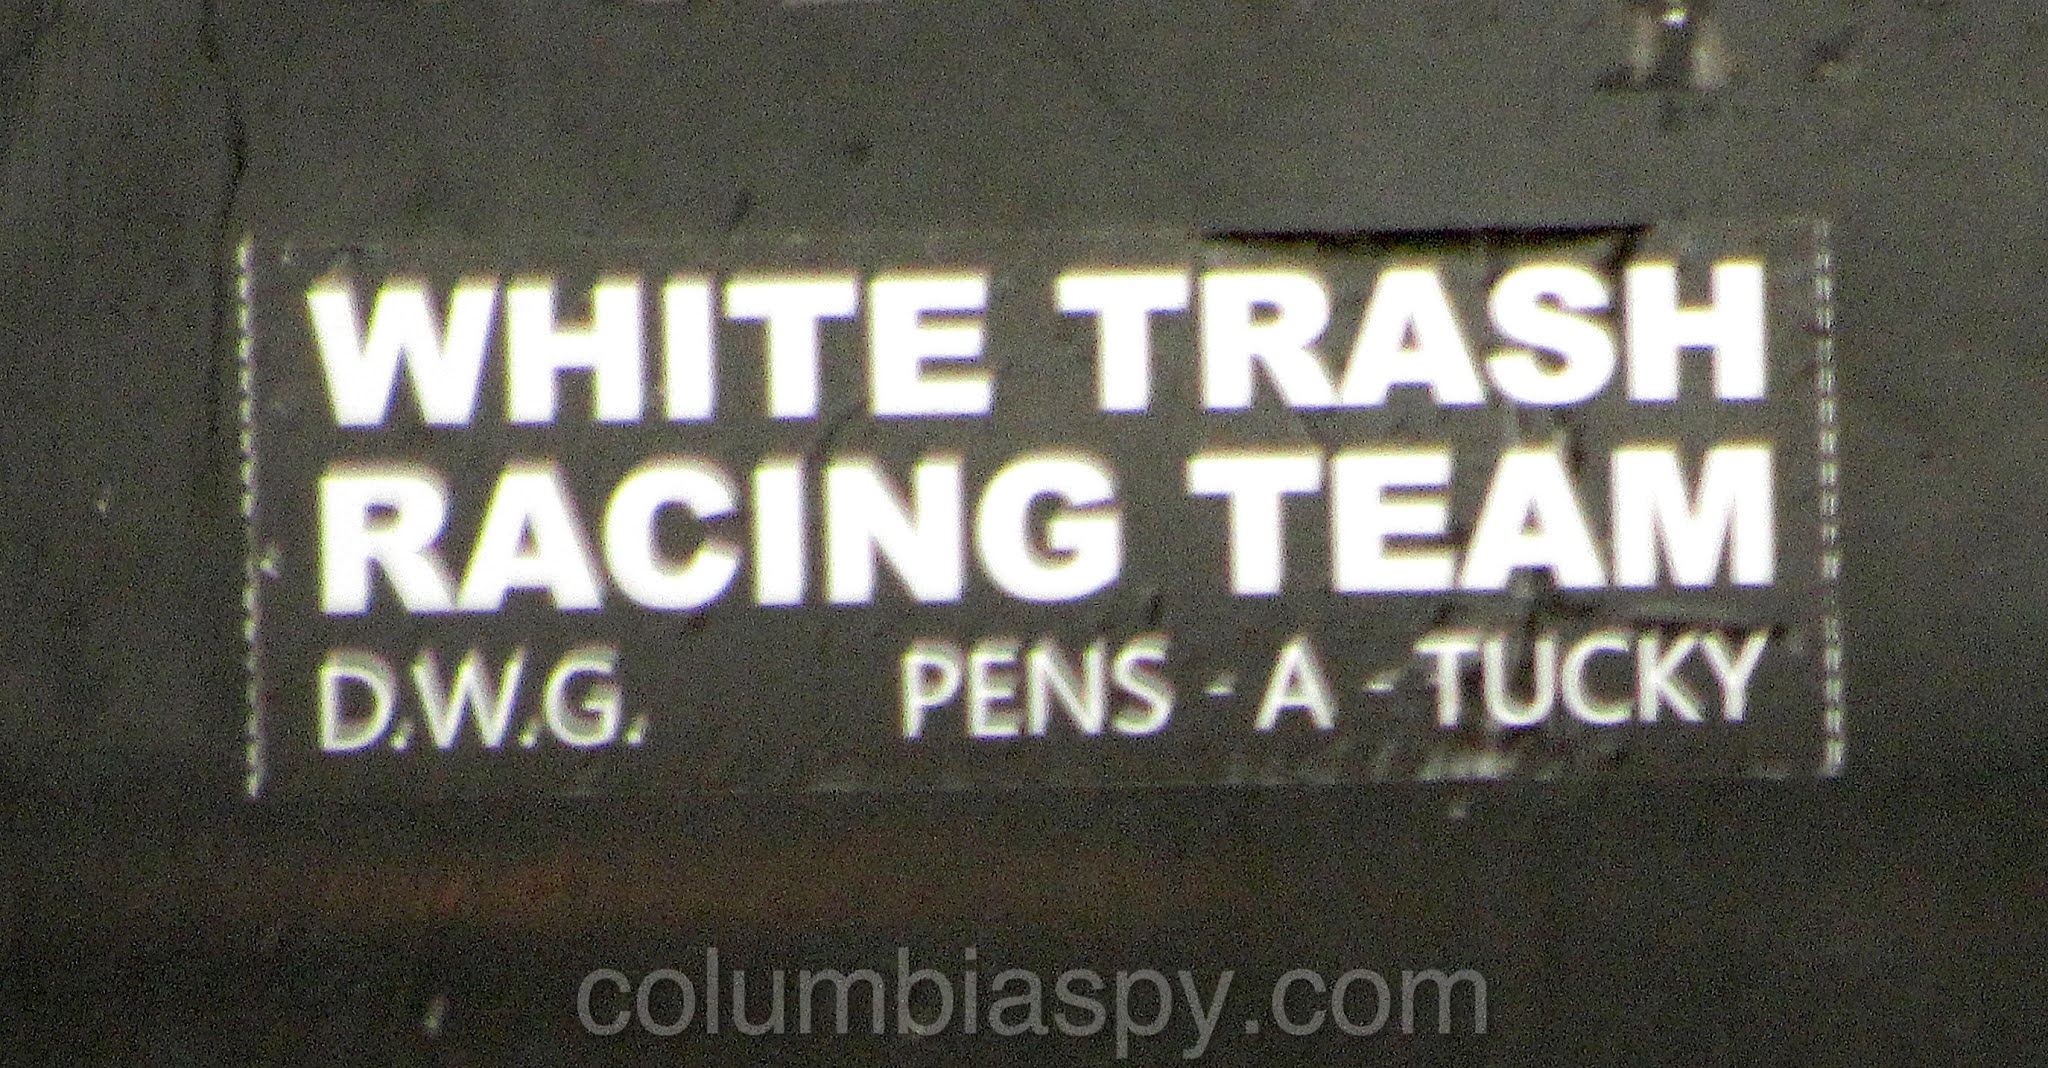 WHITE TRASH
RACING TEAM
D.W.G. PENS-A-TUCKY
columbiaspy.com